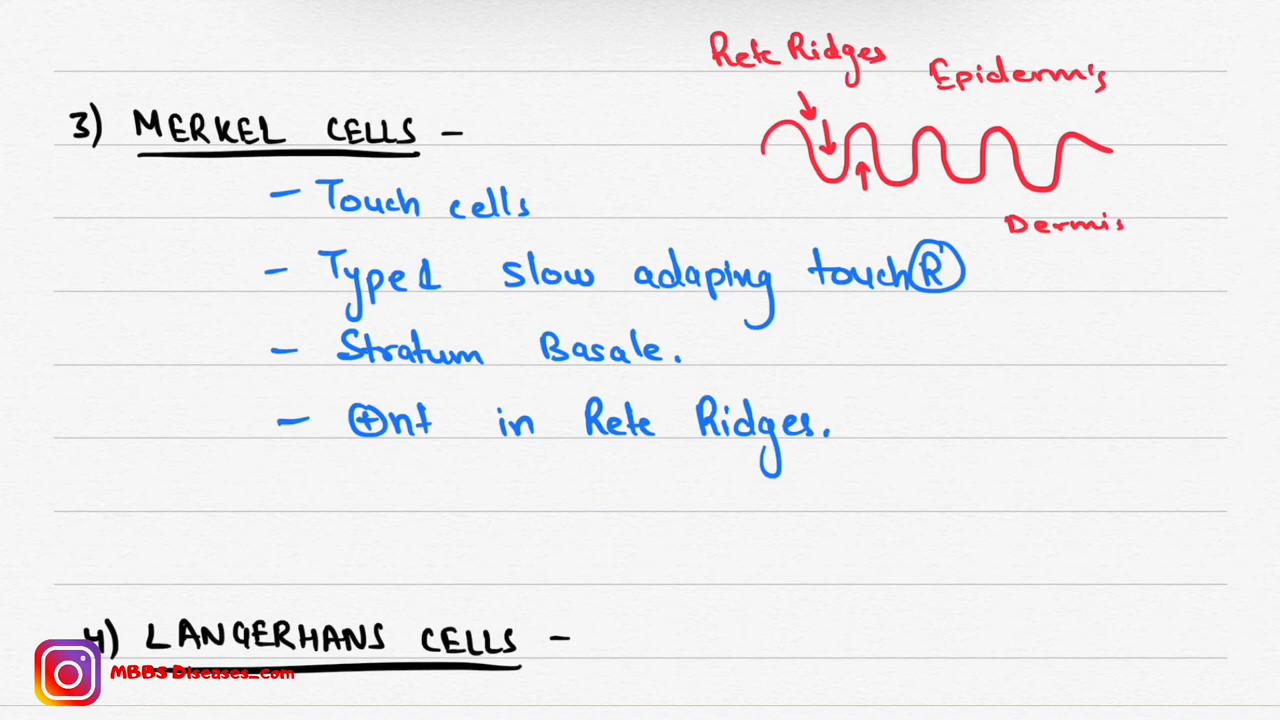 Rete Ridges
Epidermis
3) MERKEL CELLS -
- Touch cells
Dermis
- Type 1 slow adaping touch Ⓡ
- Stratum Basale.
- ⊕nt in Rete Ridges.
4) LANGERHANS CELLS -
MBBS Diseases_com